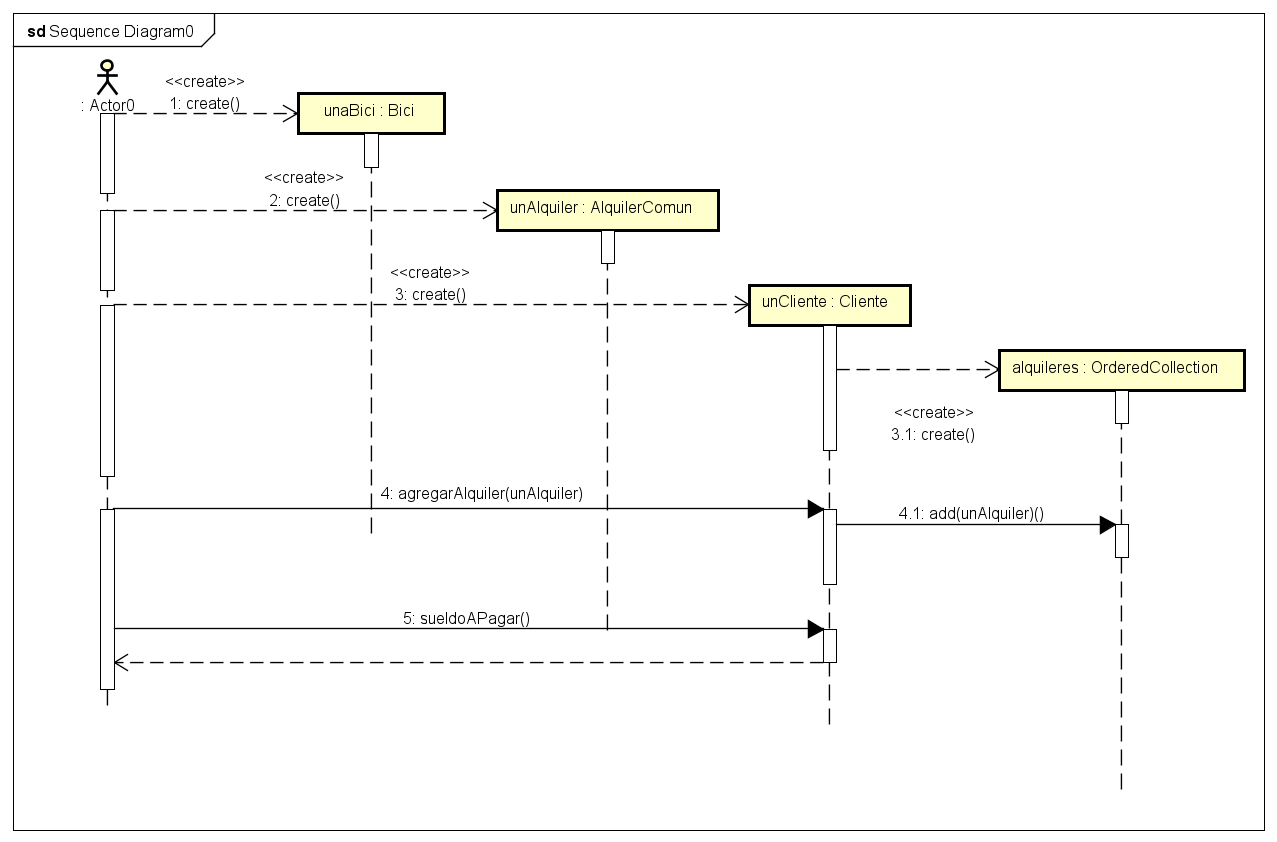 sd Sequence Diagram0
: Actor0
<<create>>
1: create()
unaBici : Bici
<<create>>
2: create()
unAlquiler : AlquilerComun
<<create>>
3: create()
unCliente : Cliente
alquileres : OrderedCollection
<<create>>
3.1: create()
4: agregarAlquiler(unAlquiler)
4.1: add(unAlquiler)()
5: sueldoAPagar()